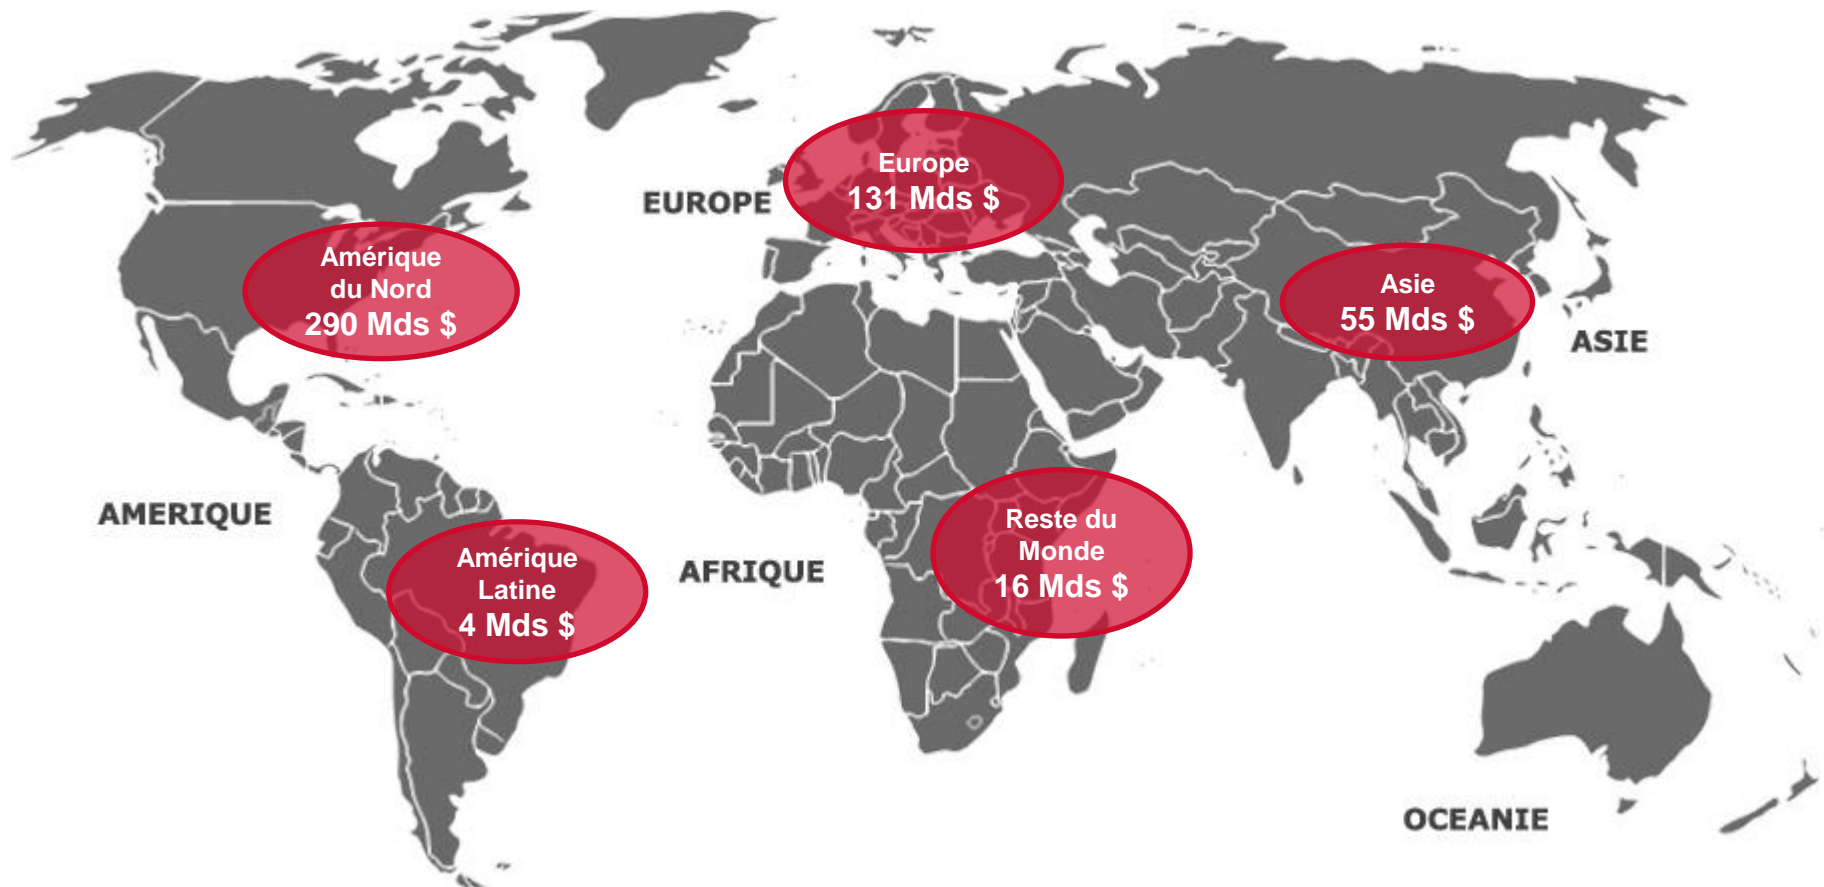 Europe
131 Mds $
EUROPE
Amérique
du Nord
290 Mds $
Asie
55 Mds $
ASIE
AMERIQUE
Amérique
Latine
4 Mds $
AFRIQUE
Reste du
Monde
16 Mds $
OCEANIE